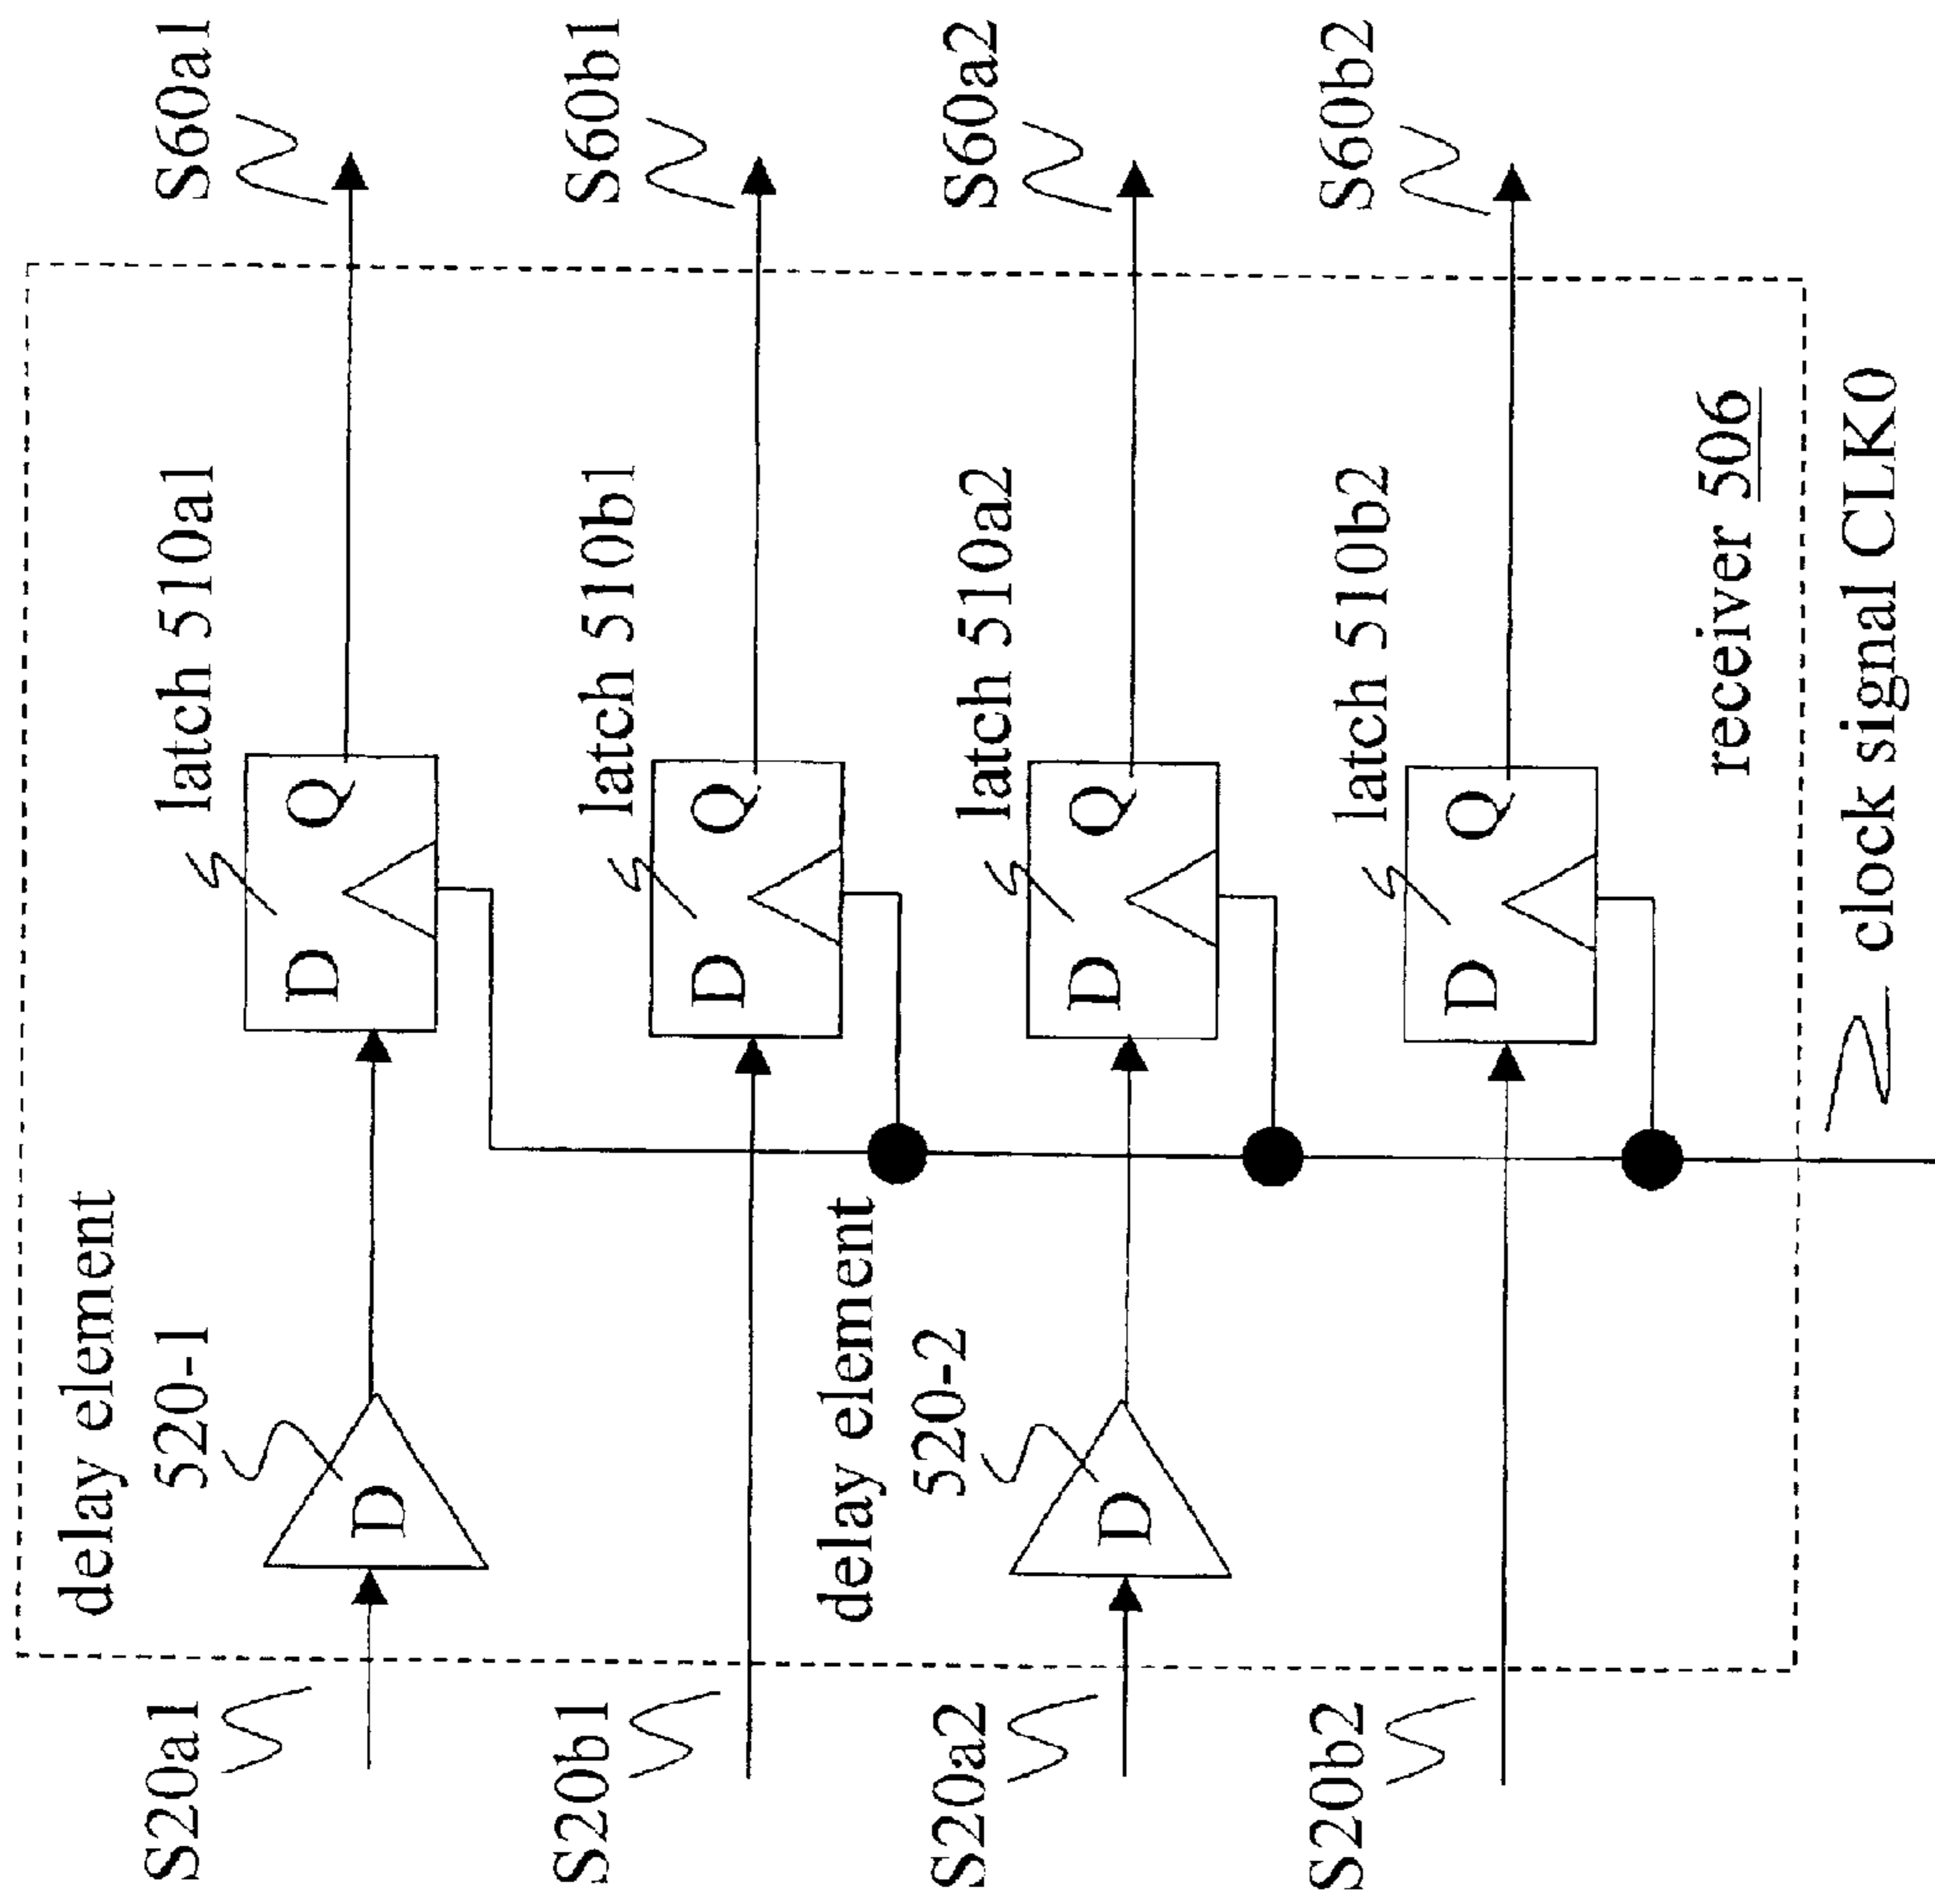 delay element
520-1
S20a1
D
D
Q
latch 510a1
S60a1
S20b1
D
Q
latch 510b1
S60b1
delay element
520-2
S20a2
D
D
Q
latch 510a2
S60a2
S20b2
D
Q
latch 510b2
S60b2
receiver 506
clock signal CLK0